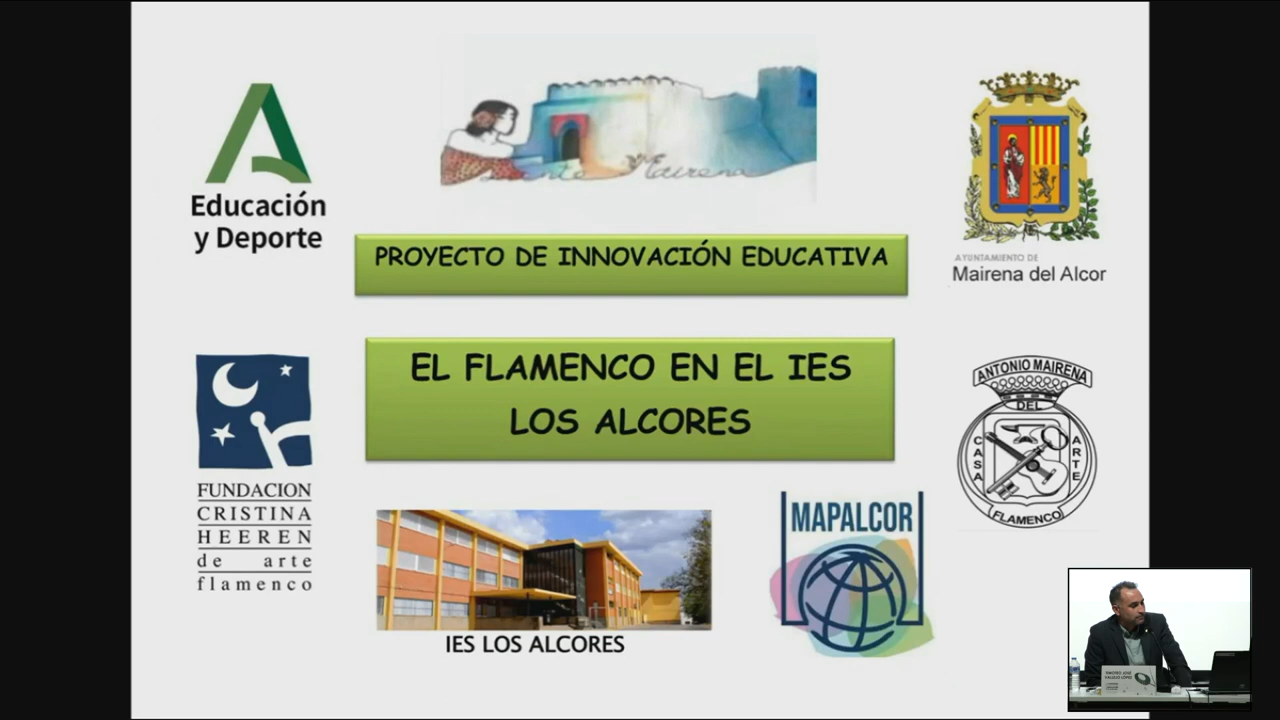 Educación
y Deporte
Mairena
AYUNTAMIENTO DE
Mairena del Alcor
PROYECTO DE INNOVACIÓN EDUCATIVA
EL FLAMENCO EN EL IES
LOS ALCORES
FUNDACION
CRISTINA
HEEREN
de arte
flamenco
ANTONIO MAIRENA
DEL
CASA
ARTE
FLAMENCO
MAPALCOR
IES LOS ALCORES